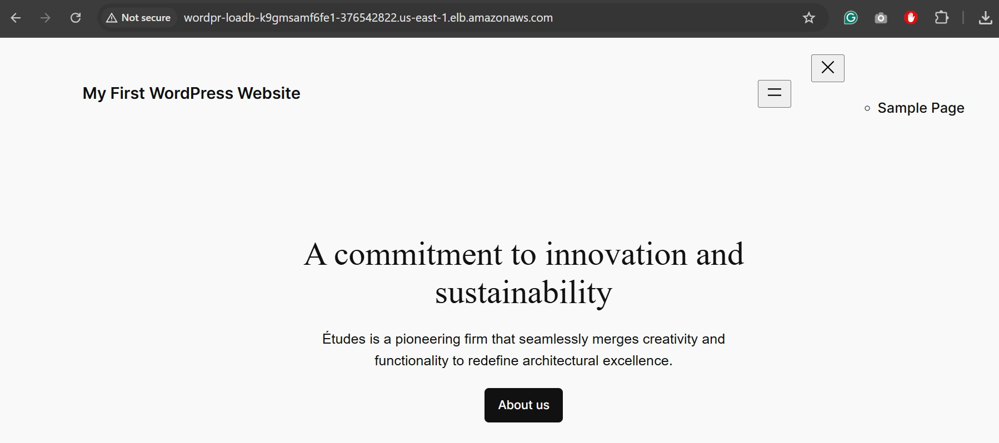 Not secure wordpr-loadb-k9gmsamf6fe1-376542822.us-east-1.elb.amazonaws.com
My First WordPress Website
Sample Page
A commitment to innovation and
sustainability
Études is a pioneering firm that seamlessly merges creativity and
functionality to redefine architectural excellence.
About us